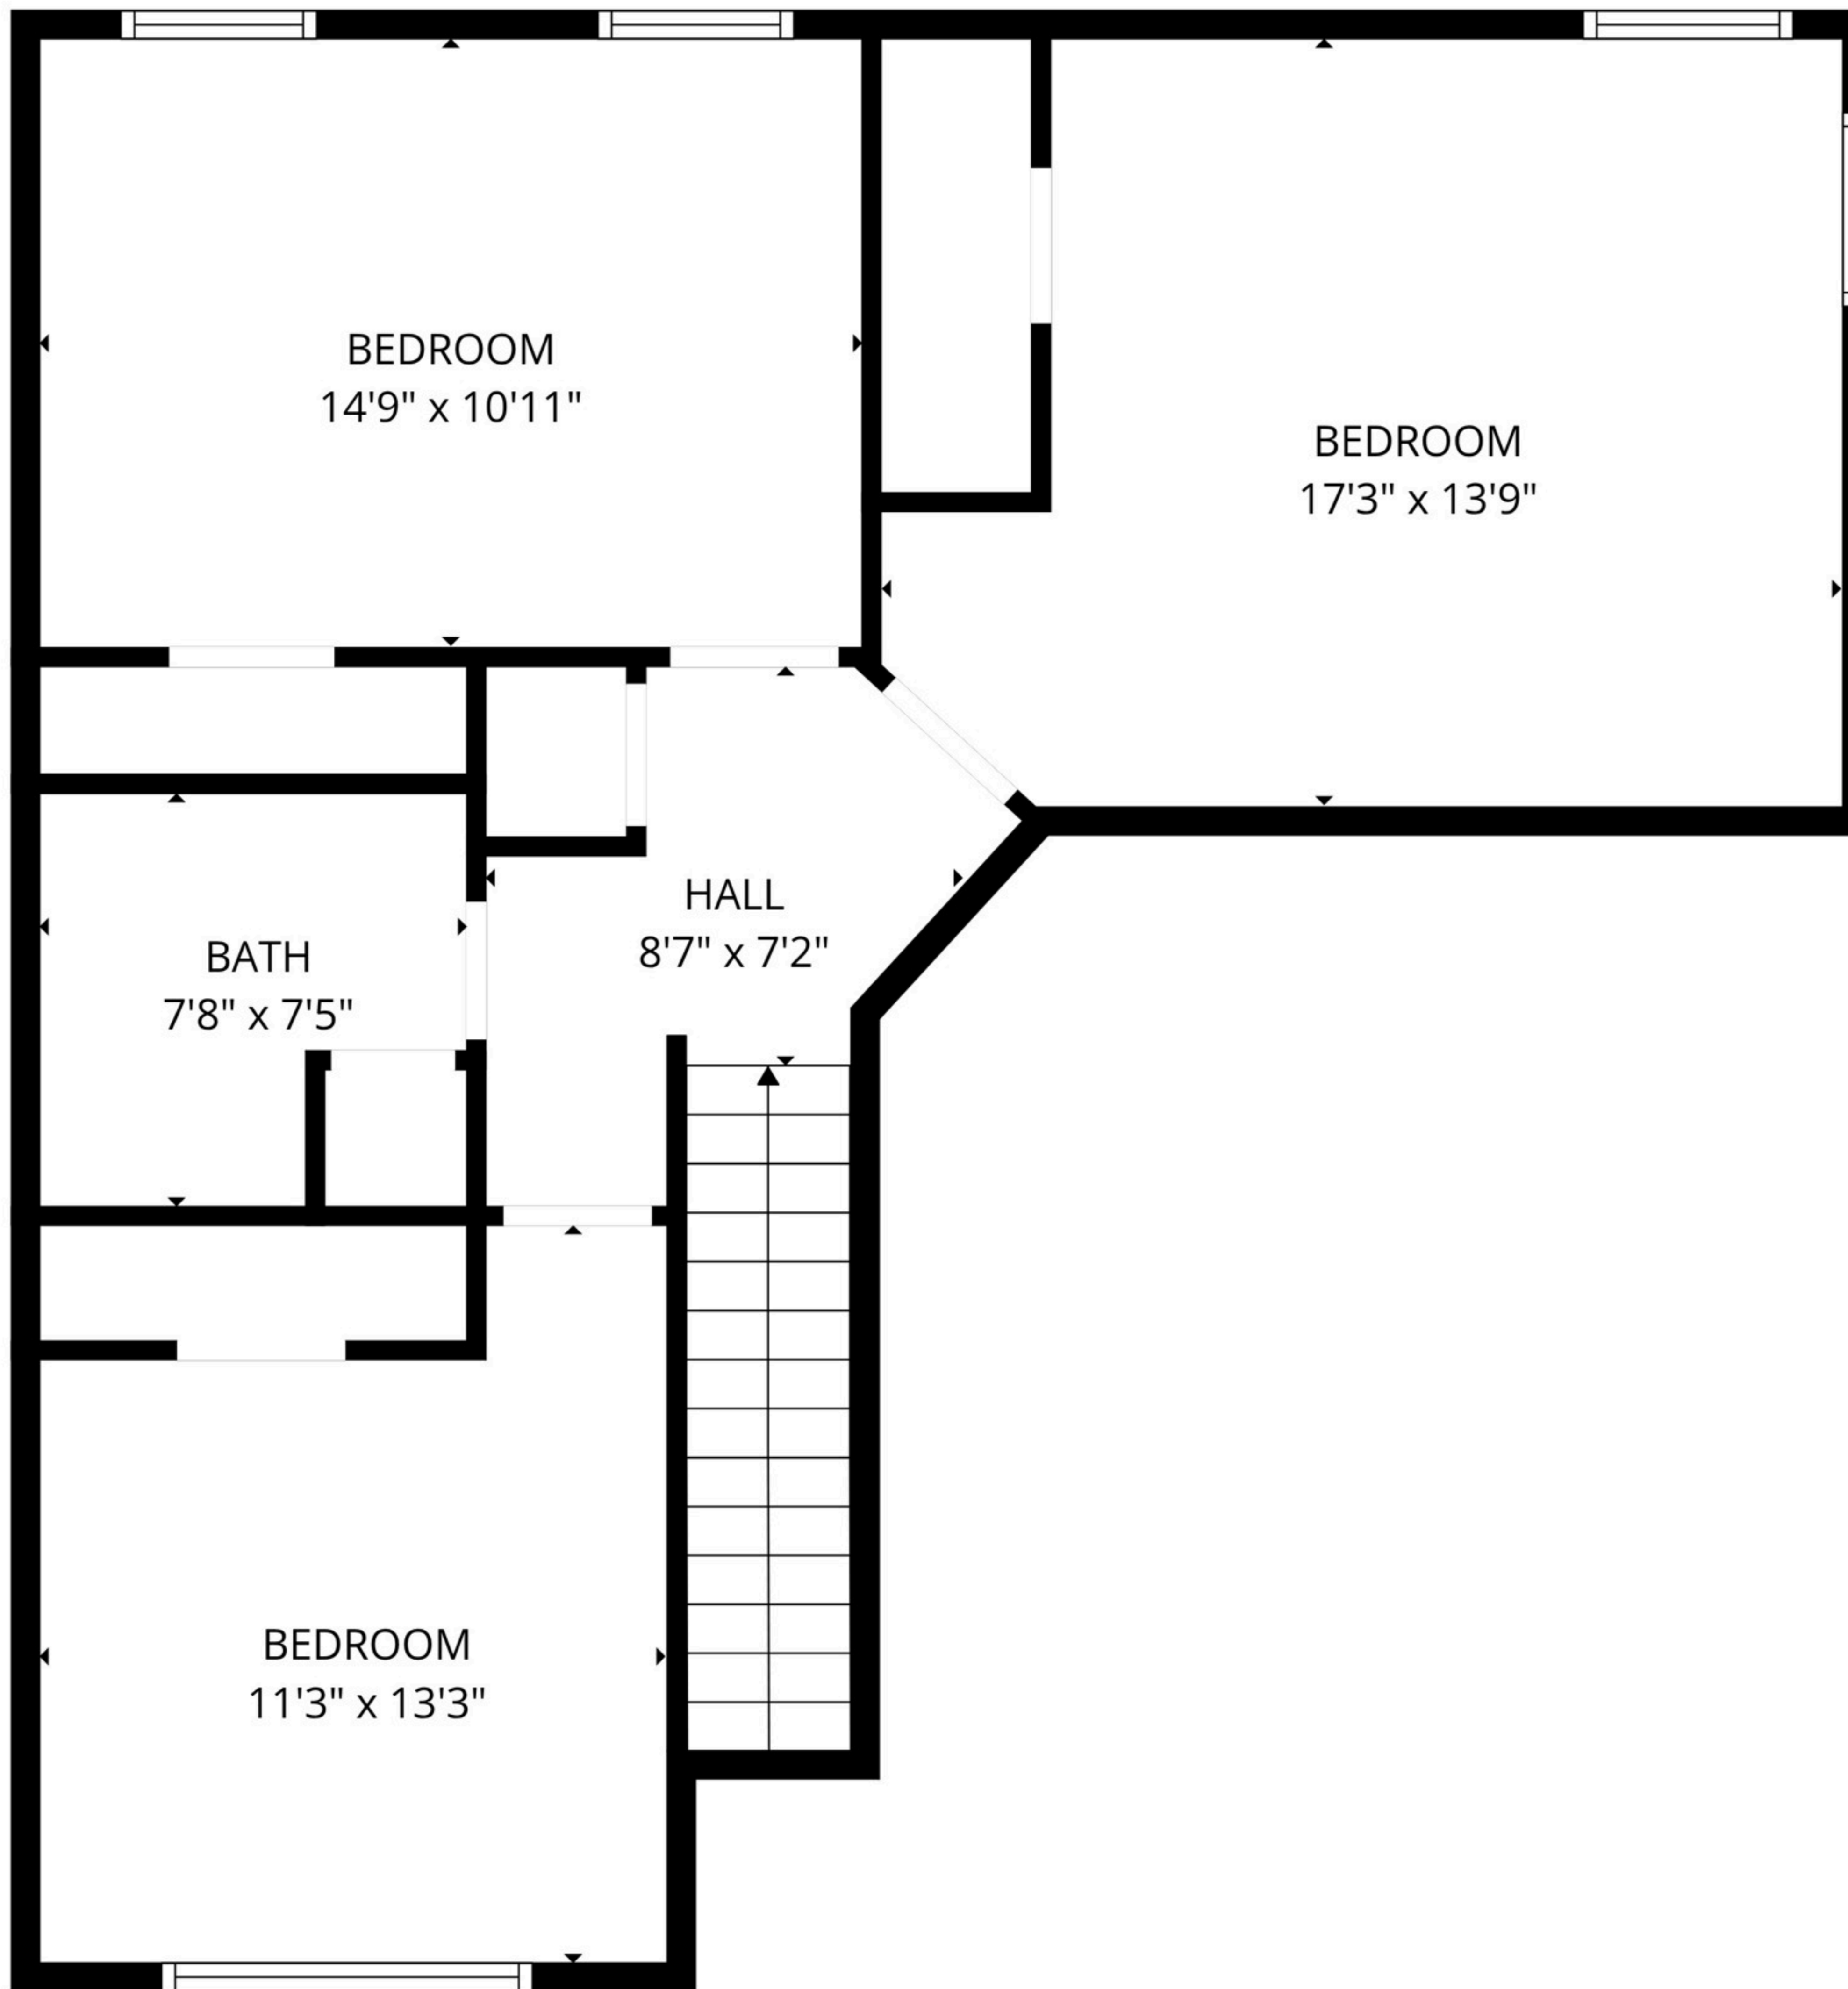 BEDROOM
14'9" x 10'11"
BEDROOM
17'3" x 13'9"
HALL
8'7" x 7'2"
BATH
7'8" x 7'5"
BEDROOM
11'3" x 13'3"